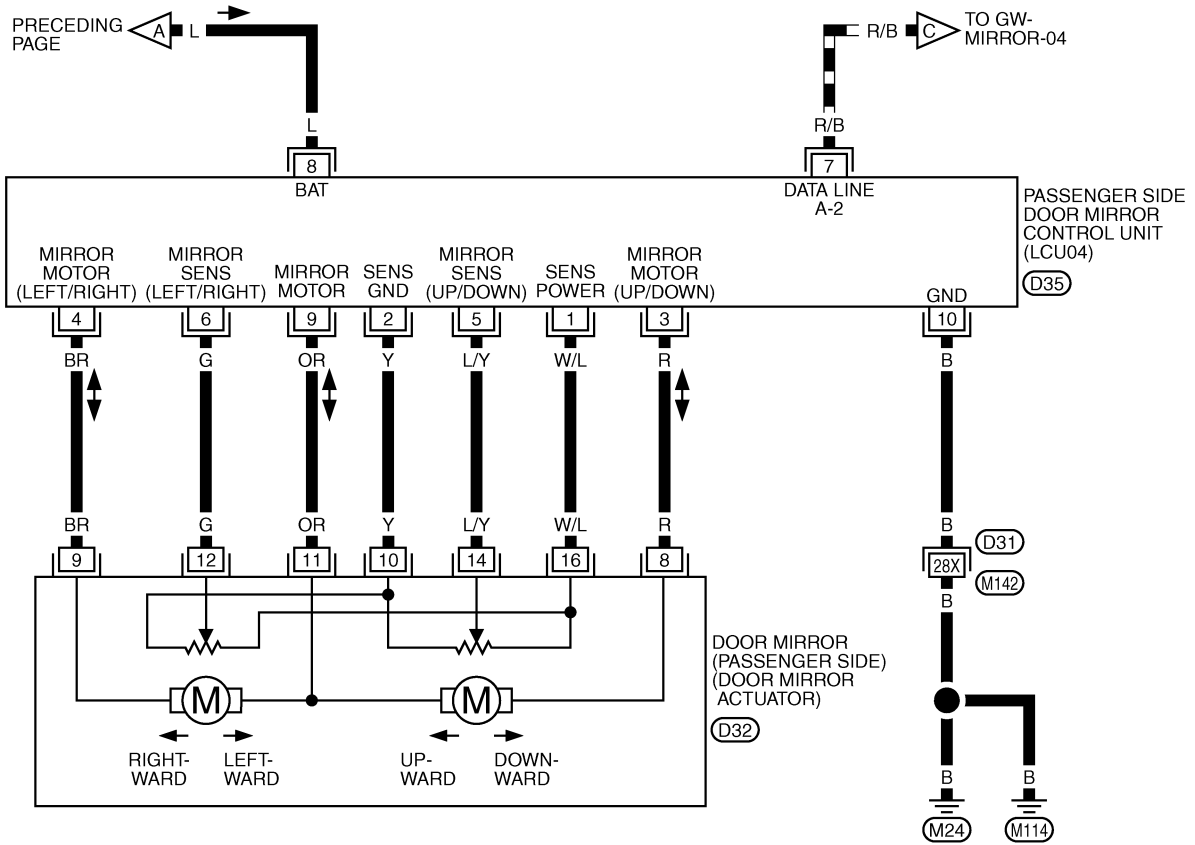 PRECEDING
PAGE
A
L
R/B
C
TO GW-
MIRROR-04
L
R/B
8
7
BAT
DATA LINE
A-2
PASSENGER SIDE
DOOR MIRROR
CONTROL UNIT
(LCU04)
D35
MIRROR
MOTOR
(LEFT/RIGHT)
MIRROR
SENS
(LEFT/RIGHT)
MIRROR
MOTOR
SENS
GND
MIRROR
SENS
(UP/DOWN)
SENS
POWER
MIRROR
MOTOR
(UP/DOWN)
GND
4
6
9
2
5
1
3
10
BR
G
OR
Y
L/Y
W/L
R
B
BR
G
OR
Y
L/Y
W/L
R
B
9
12
11
10
14
16
8
D31
28X
M142
B
DOOR MIRROR
(PASSENGER SIDE)
(DOOR MIRROR
ACTUATOR)
D32
M
M
RIGHT-
WARD
LEFT-
WARD
UP-
WARD
DOWN-
WARD
B
B
M24
M114